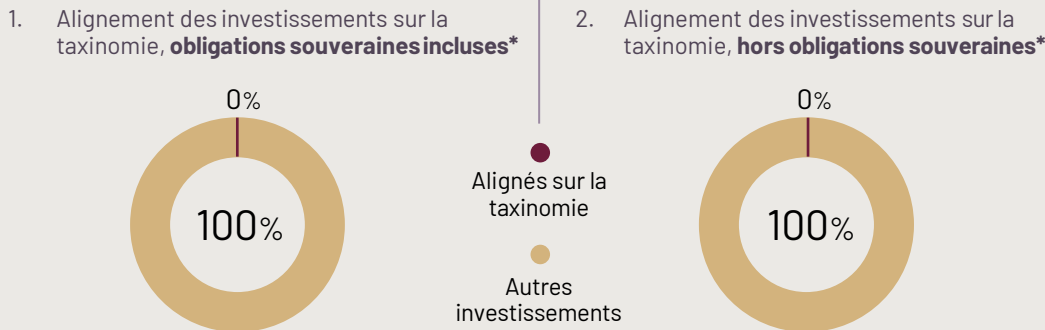 1. Alignement des investissements sur la
taxinomie, obligations souveraines incluses*
0%
100%
Alignés sur la
taxinomie
Autres
investissements
2. Alignement des investissements sur la
taxinomie, hors obligations souveraines*
0%
100%